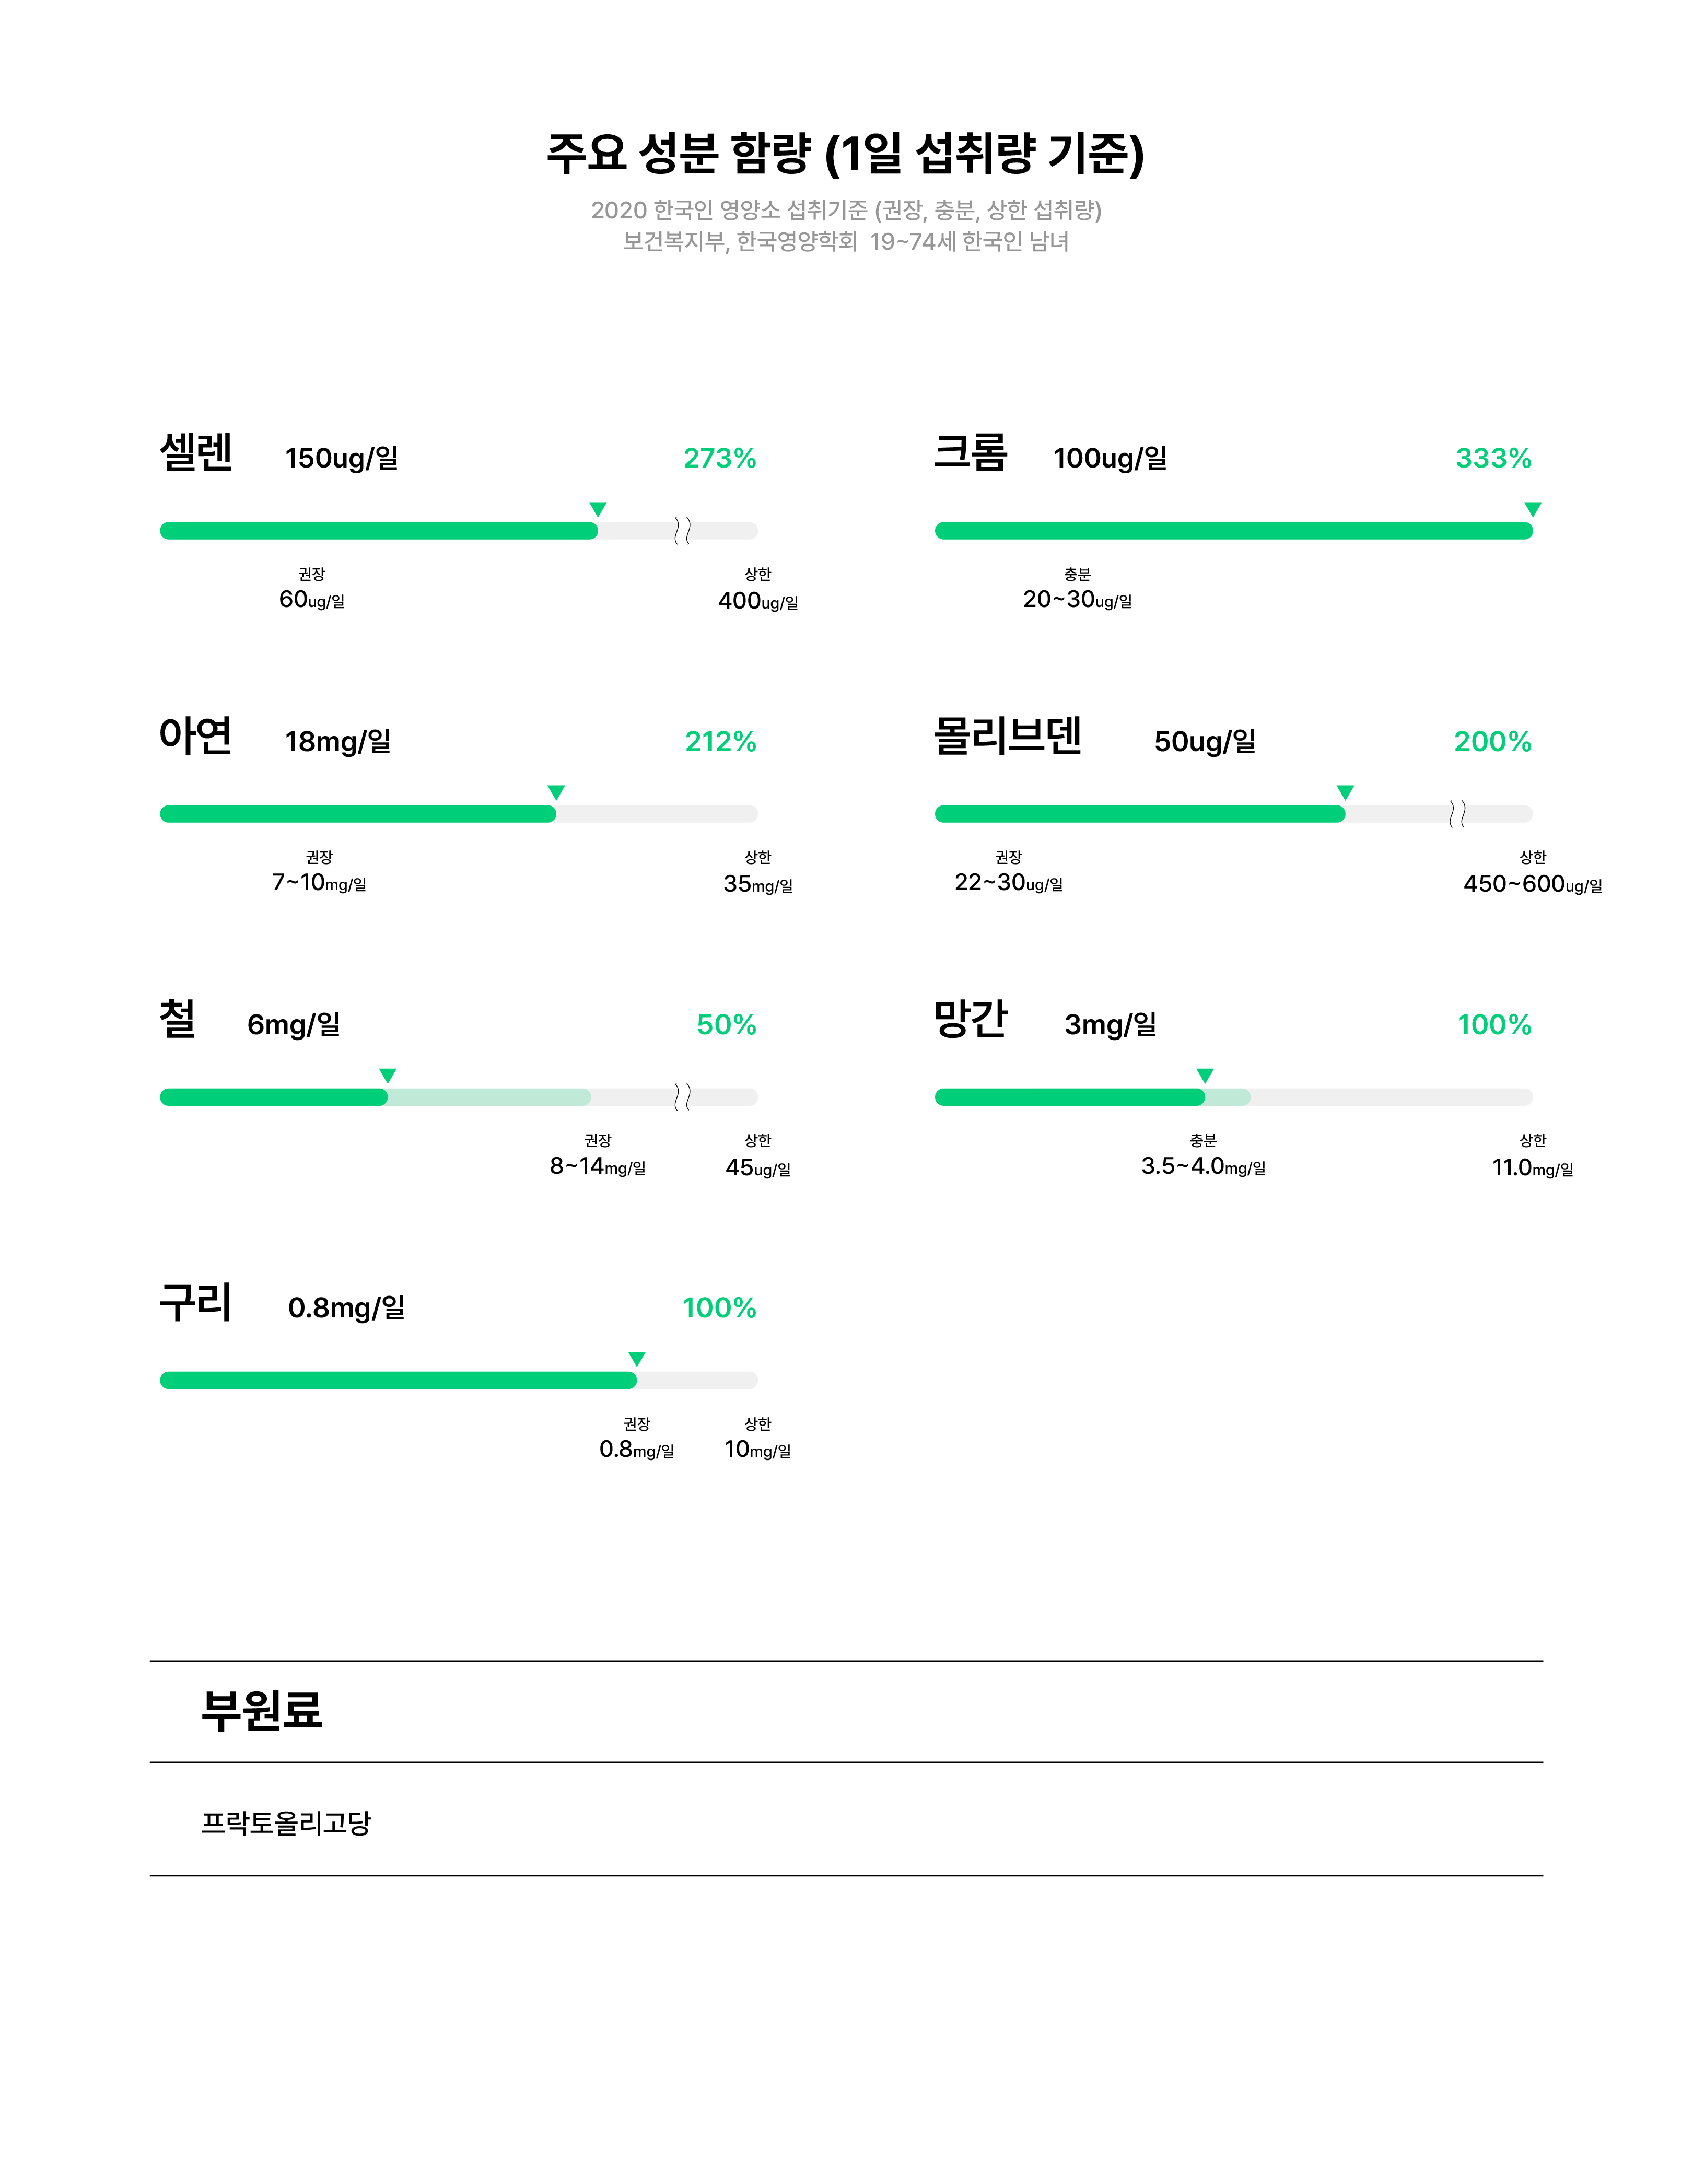 주요 성분 함량 (1일 섭취량 기준)
2020 한국인 영양소 섭취기준 (권장, 충분, 상한 섭취량)
보건복지부, 한국영양학회 19~74세 한국인 남녀
셀렌 150ug/일 273%
권장 상한
60ug/일 400ug/일
크롬 100ug/일 333%
충분
20~30ug/일
아연 18mg/일 212%
권장 상한
7~10mg/일 35mg/일
몰리브덴 50ug/일 200%
권장 상한
22~30ug/일 450~600ug/일
철 6mg/일 50%
권장 상한
8~14mg/일 45ug/일
망간 3mg/일 100%
충분 상한
3.5~4.0mg/일 11.0mg/일
구리 0.8mg/일 100%
권장 상한
0.8mg/일 10mg/일
부원료
프락토올리고당